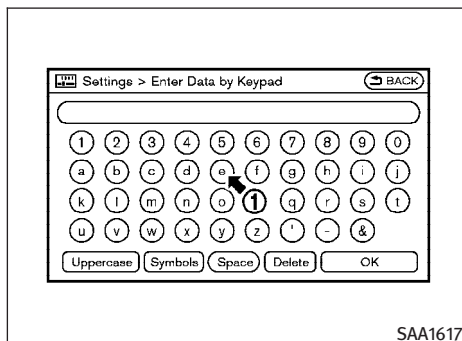 Settings > Enter Data by Keypad BACK
1 2 3 4 5 6 7 8 9 0
a b c d e f g h i j
k l m n o 1 q r s t
u v w x y z ' - &
Uppercase Symbols Space Delete OK
SAA1617